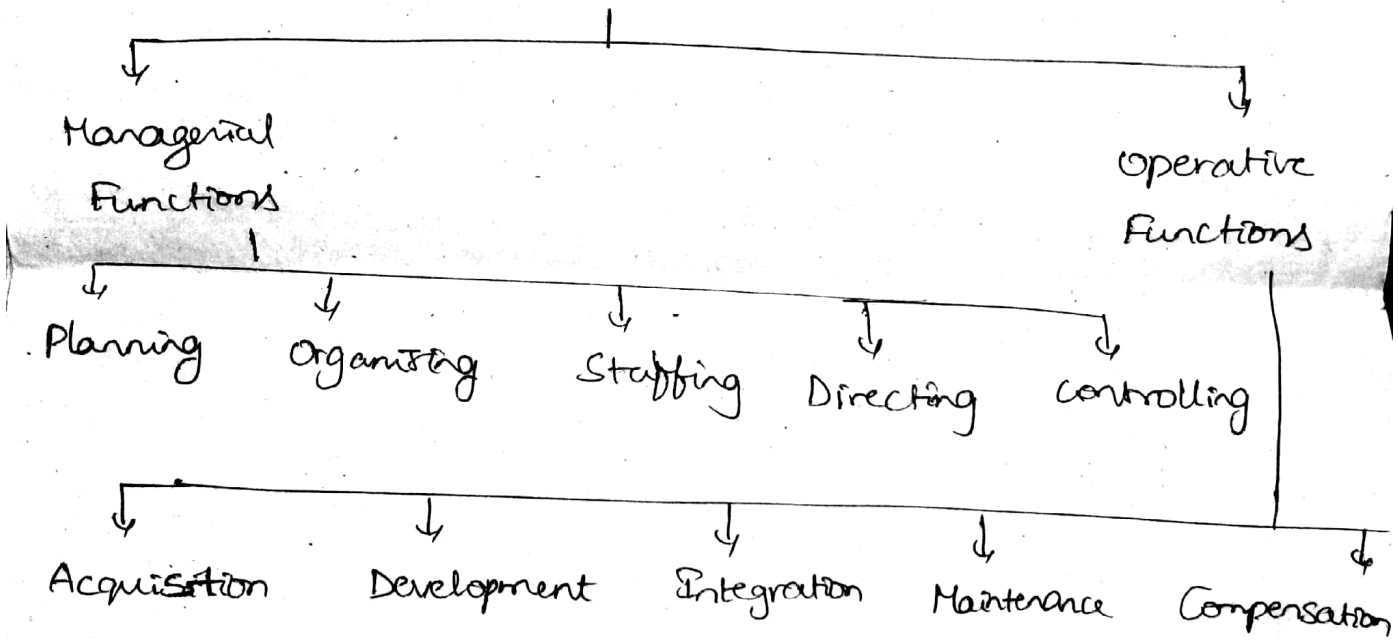 Managerial
Functions
Operative
Functions
Planning
Organising
Staffing
Directing
Controlling
Acquisition
Development
Integration
Maintenance
Compensation